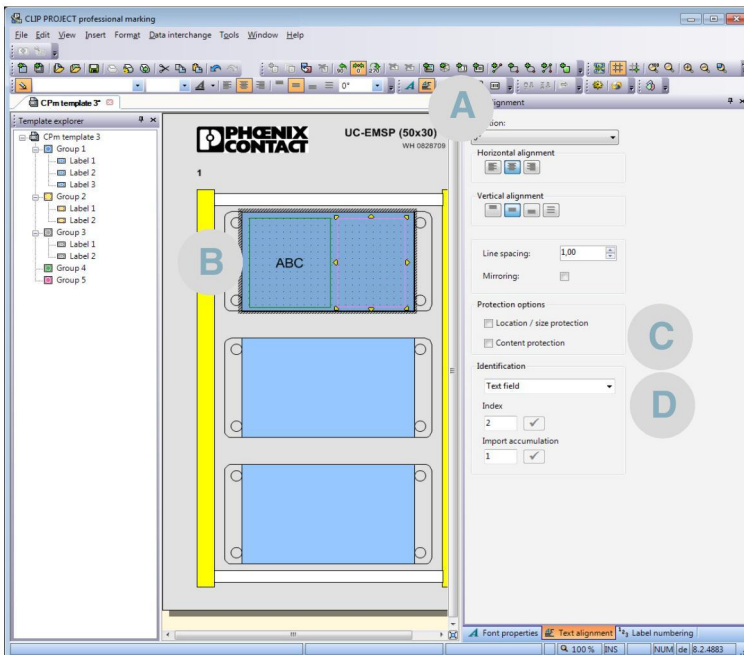 CLIP PROJECT professional marking
File Edit View Insert Format Data interchange Tools Window Help
0°
CPm template 3*
Template explorer
CPm template 3
Group 1
Label 1
Label 2
Label 3
Group 2
Label 1
Label 2
Group 3
Label 1
Label 2
Group 4
Group 5
PHŒNIX
CONTACT
UC-EMSP (50x30)
WH 0828709
1
ABC
A
B
C
D
Horizontal alignment
Vertical alignment
Line spacing: 1,00
Mirroring:
Protection options
Location / size protection
Content protection
Identification
Text field
Index
2
Import accumulation
1
Font properties Text alignment Label numbering
100 % INS NUM de 8.2.4883